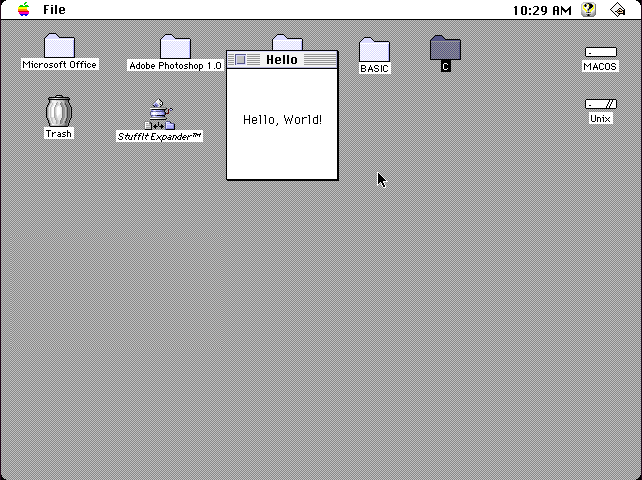 File
10:29 AM
Microsoft Office
Adobe Photoshop 1.0
Hello
Hello, World!
BASIC
C
MACOS
Trash
StuffIt Expander™
Unix